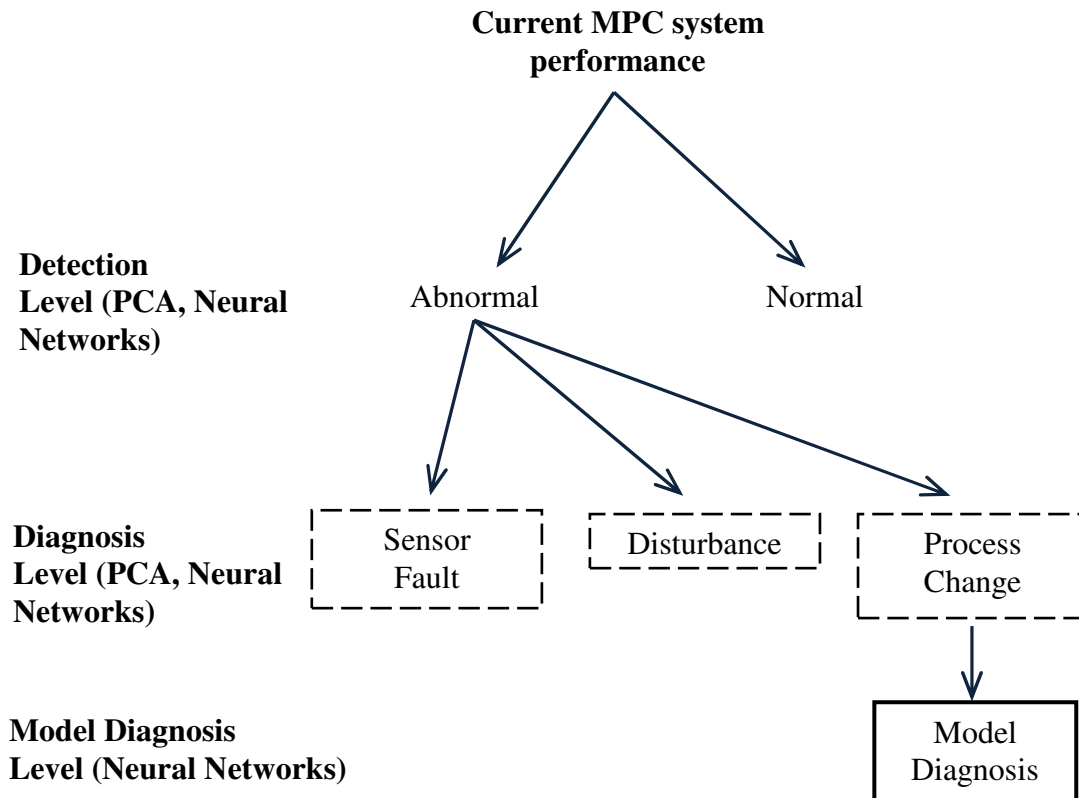 Current MPC system
performance
Detection
Level (PCA, Neural
Networks)
Abnormal
Normal
Diagnosis
Level (PCA, Neural
Networks)
Sensor
Fault
Disturbance
Process
Change
Model Diagnosis
Level (Neural Networks)
Model
Diagnosis